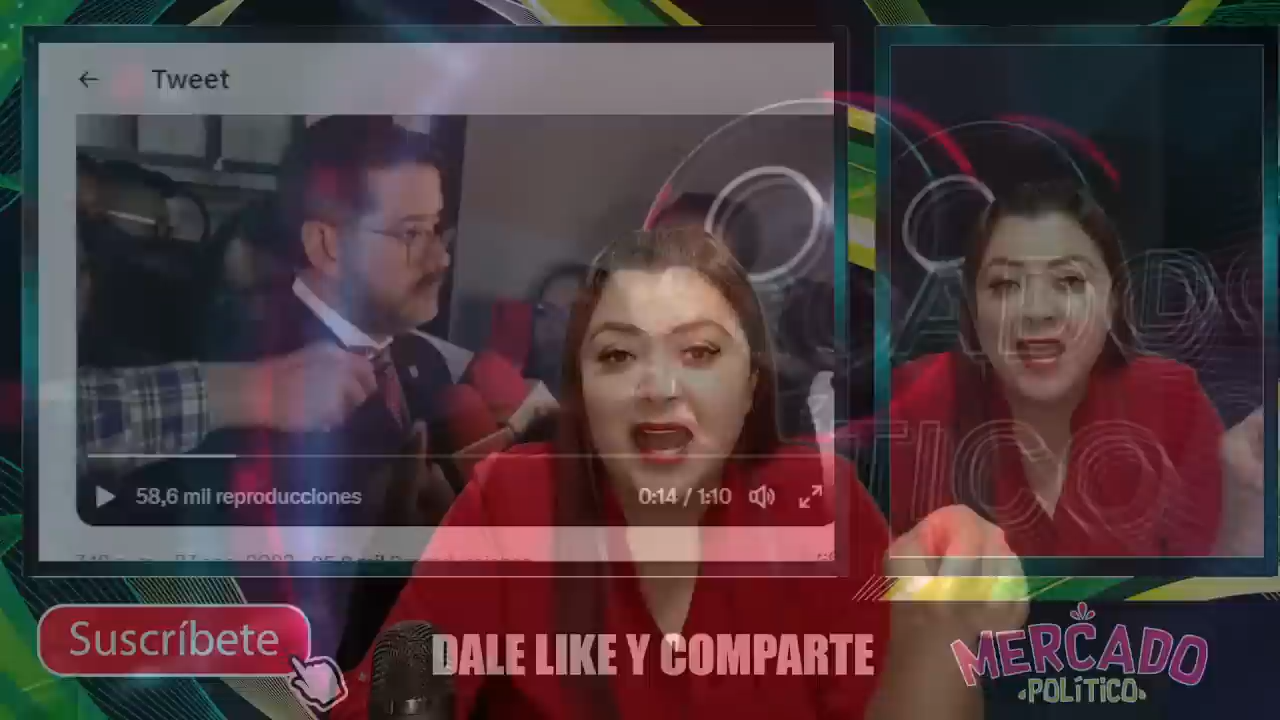 Tweet
58,6 mil reproducciones
0:14 / 1:10
Suscríbete
DALE LIKE Y COMPARTE
MERCADO
POLÍTICO